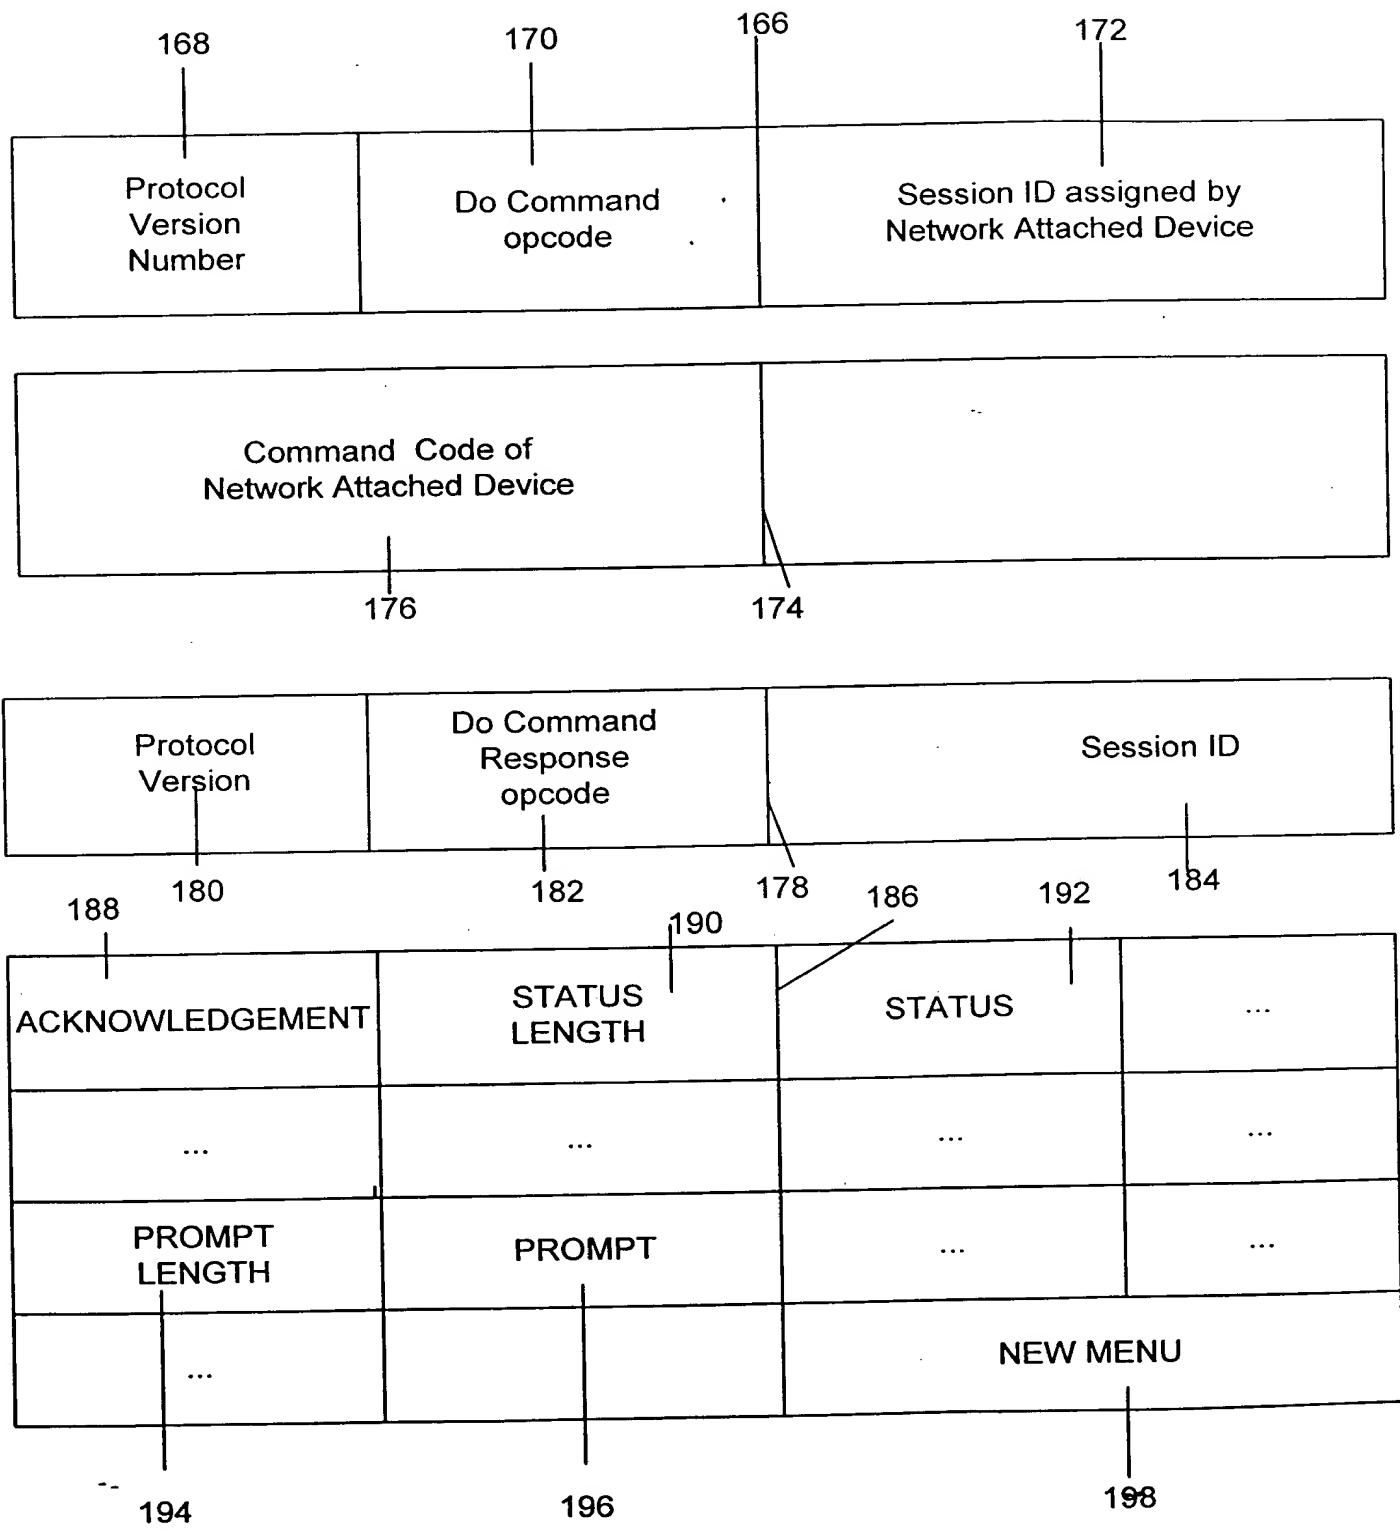 168 170 166 172
Protocol
Version
Number
Do Command
opcode
Session ID assigned by
Network Attached Device
Command Code of
Network Attached Device
176 174
Protocol
Version
Do Command
Response
opcode
Session ID
180 182 178 184
188 190 186 192
ACKNOWLEDGEMENT
STATUS
LENGTH
STATUS
...
... ... ... ...
PROMPT
LENGTH
PROMPT
... ...
...
NEW MENU
194 196 198